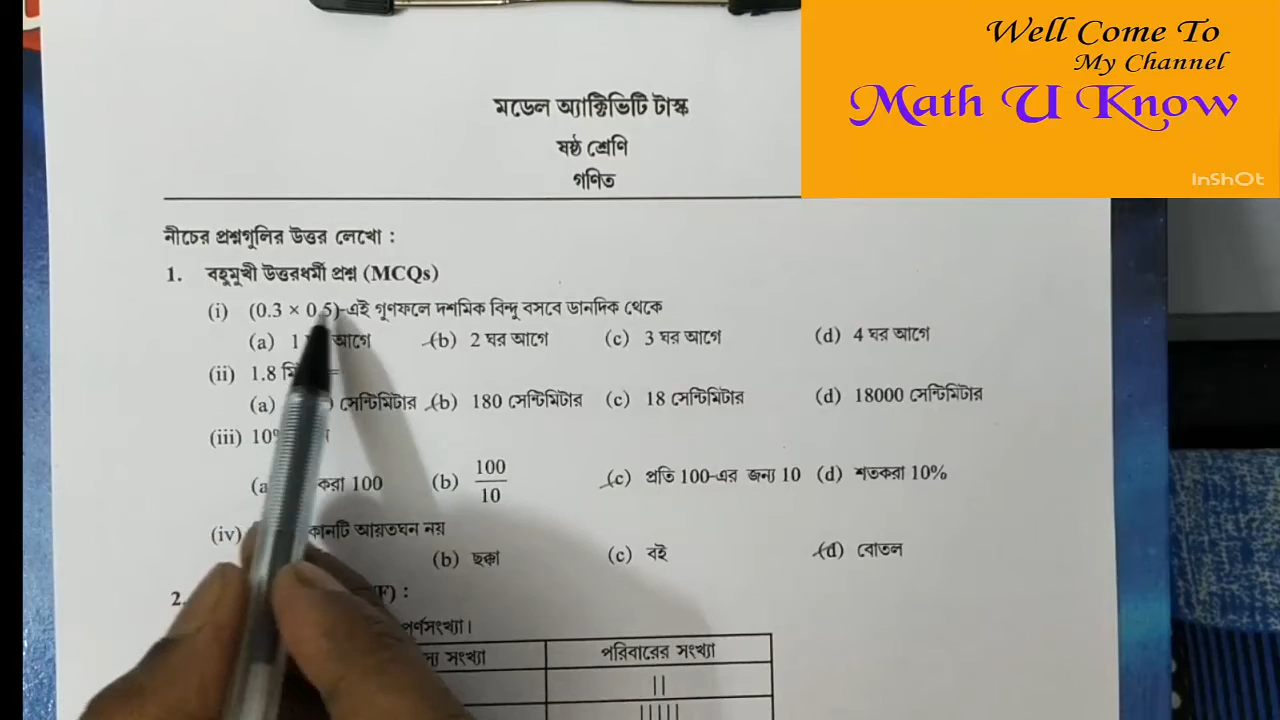 Well Come To
My Channel
Math U Know
InShOt
মডেল অ্যাক্টিভিটি টাস্ক
ষষ্ঠ শ্রেণি
গণিত
নীচের প্রশ্নগুলির উত্তর লেখো :
1. বহুমুখী উত্তরধর্মী প্রশ্ন (MCQs)
(i) (0.3 × 0.5)-এই গুণফলে দশমিক বিন্দু বসবে ডানদিক থেকে
(a) 1 আগে (b) 2 ঘর আগে (c) 3 ঘর আগে (d) 4 ঘর আগে
(ii) 1.8
(a) সেন্টিমিটার (b) 180 সেন্টিমিটার (c) 18 সেন্টিমিটার (d) 18000 সেন্টিমিটার
(iii)
100 (b) 100/10 (c) প্রতি 100-এর জন্য 10 (d) শতকরা 10%
(iv) আয়তঘন নয়
(b) ছক্কা (c) বই (d) বোতল
2.
সংখ্যা পরিবারের সংখ্যা
||
|||||